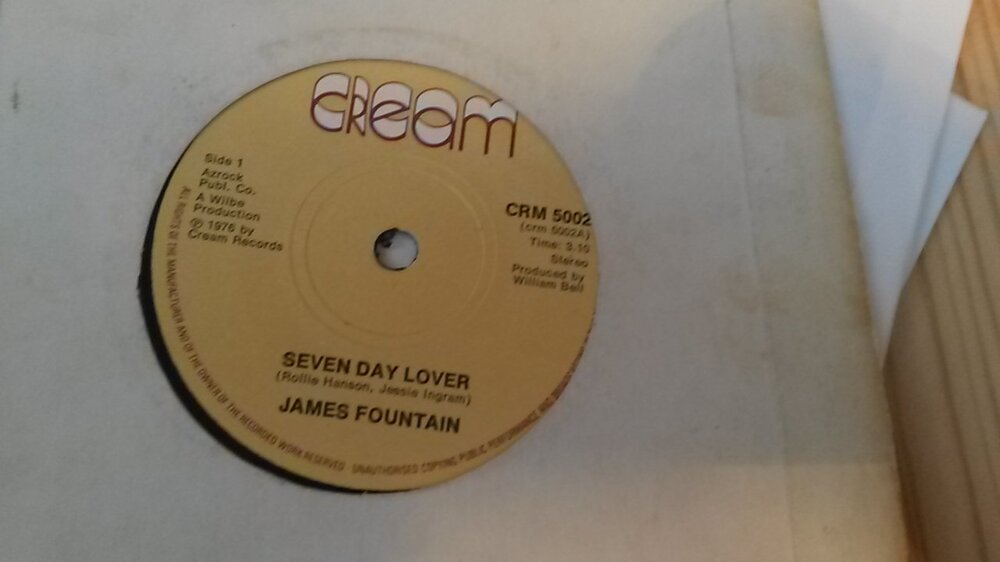 CREAM
Side 1
Azrock
Publ. Co.
A Wilbe
Production
℗ 1976 by
Cream Records
CRM 5002
(crm 5002A)
Time: 3.10
Stereo
Produced by
William Bell
SEVEN DAY LOVER
(Rollie Hanson, Jessie Ingram)
JAMES FOUNTAIN
ALL RIGHTS OF THE MANUFACTURER AND OF THE OWNER OF THE RECORDED WORK RESERVED UNAUTHORISED COPYING PUBLIC PERFORMANCE AND